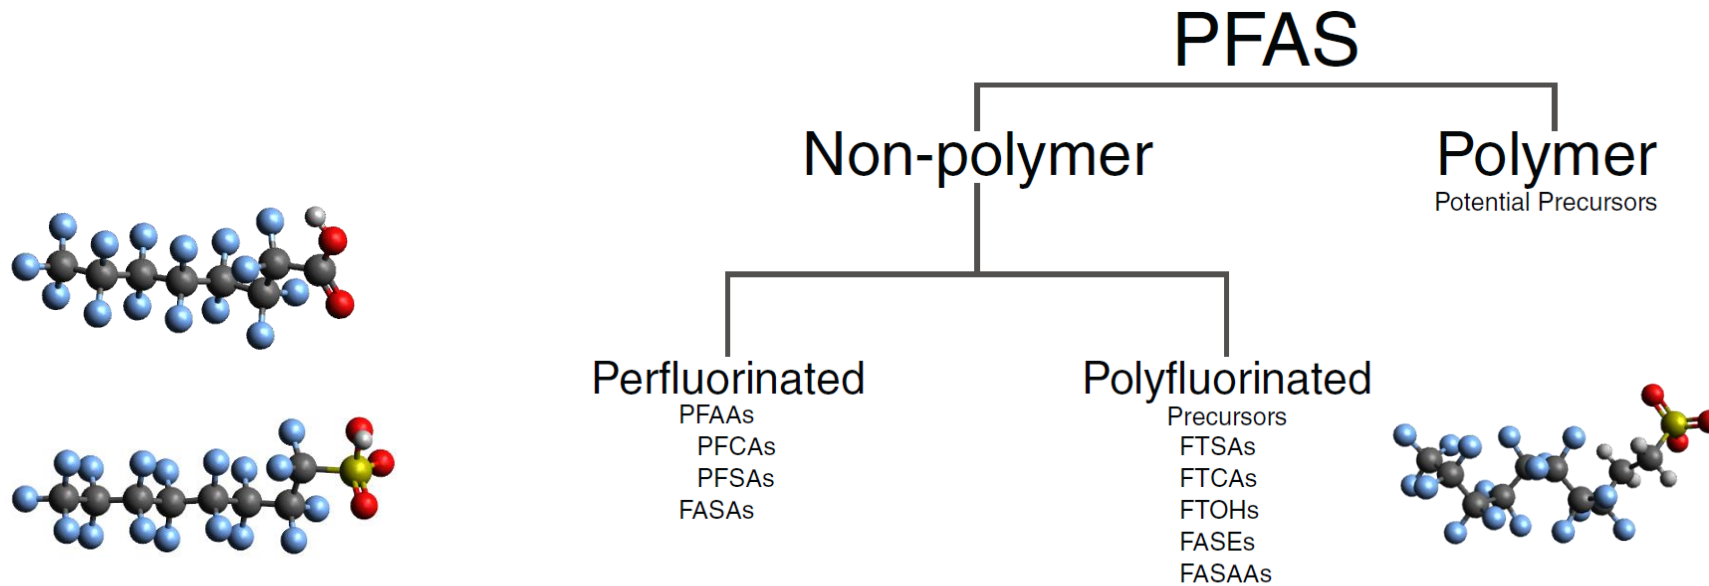 PFAS
Non-polymer
Polymer
Potential Precursors
Perfluorinated
PFAAs
PFCAs
PFSAs
FASAs
Polyfluorinated
Precursors
FTSAs
FTCAs
FTOHs
FASEs
FASAAs